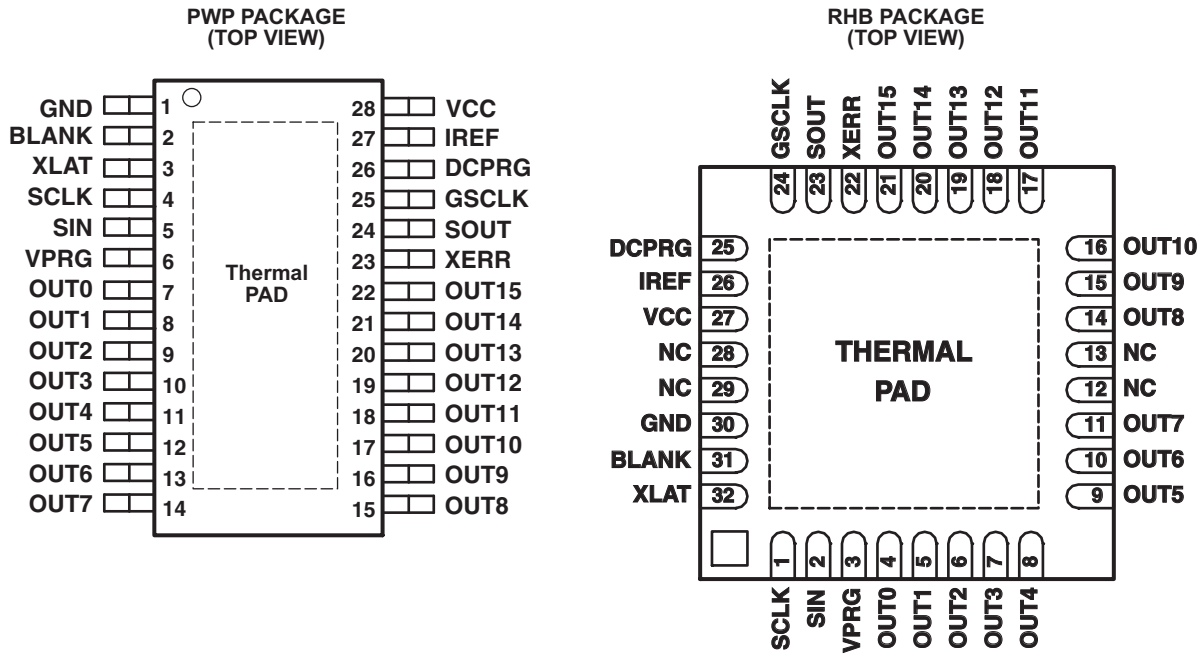 PWP PACKAGE
(TOP VIEW)
GND 1
BLANK 2
XLAT 3
SCLK 4
SIN 5
VPRG 6
OUT0 7
OUT1 8
OUT2 9
OUT3 10
OUT4 11
OUT5 12
OUT6 13
OUT7 14
Thermal
PAD
28 VCC
27 IREF
26 DCPRG
25 GSCLK
24 SOUT
23 XERR
22 OUT15
21 OUT14
20 OUT13
19 OUT12
18 OUT11
17 OUT10
16 OUT9
15 OUT8
RHB PACKAGE
(TOP VIEW)
GSCLK 24
SOUT 23
XERR 22
OUT15 21
OUT14 20
OUT13 19
OUT12 18
OUT11 17
DCPRG 25
IREF 26
VCC 27
NC 28
NC 29
GND 30
BLANK 31
XLAT 32
THERMAL
PAD
16 OUT10
15 OUT9
14 OUT8
13 NC
12 NC
11 OUT7
10 OUT6
9 OUT5
SCLK 1
SIN 2
VPRG 3
OUT0 4
OUT1 5
OUT2 6
OUT3 7
OUT4 8